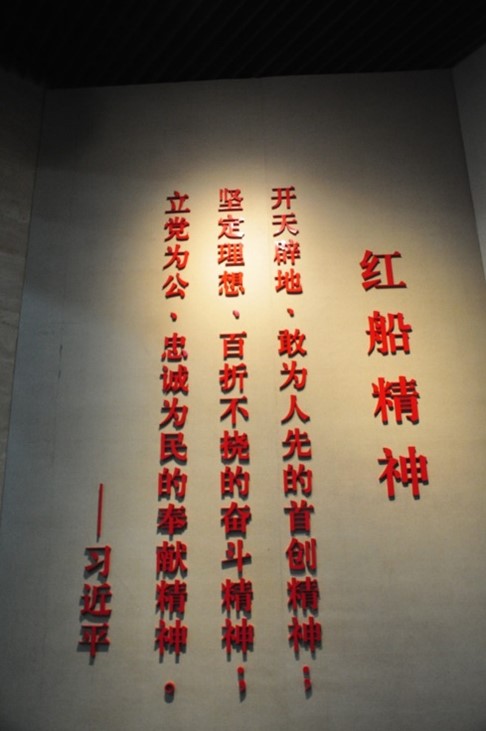 红船精神
开天辟地、敢为人先的首创精神；
坚定理想、百折不挠的奋斗精神；
立党为公、忠诚为民的奉献精神。
——习近平